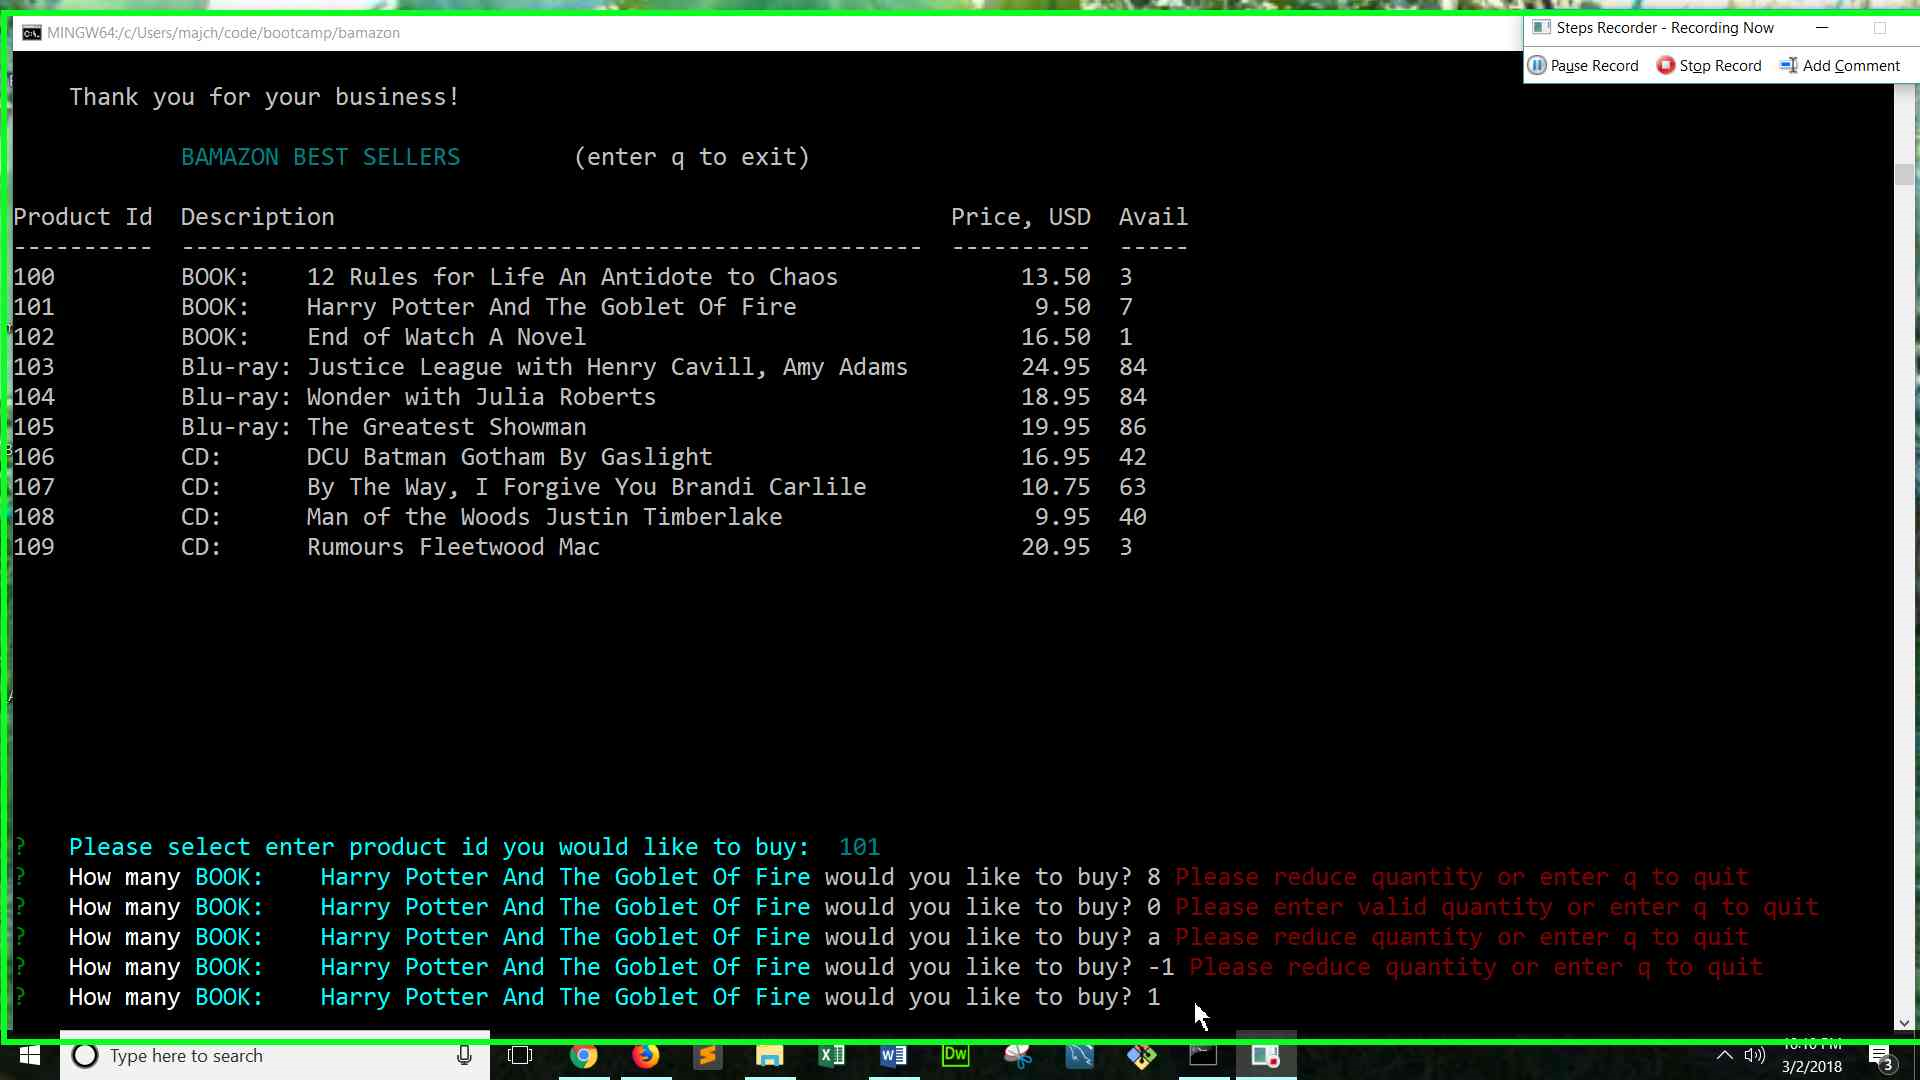 MINGW64:/c/Users/majch/code/bootcamp/bamazon
Steps Recorder - Recording Now
Pause Record Stop Record Add Comment
Thank you for your business!
BAMAZON BEST SELLERS (enter q to exit)
Product Id Description Price, USD Avail
---------- ----------------------------------------------------- ---------- -----
100 BOOK: 12 Rules for Life An Antidote to Chaos 13.50 3
101 BOOK: Harry Potter And The Goblet Of Fire 9.50 7
102 BOOK: End of Watch A Novel 16.50 1
103 Blu-ray: Justice League with Henry Cavill, Amy Adams 24.95 84
104 Blu-ray: Wonder with Julia Roberts 18.95 84
105 Blu-ray: The Greatest Showman 19.95 86
106 CD: DCU Batman Gotham By Gaslight 16.95 42
107 CD: By The Way, I Forgive You Brandi Carlile 10.75 63
108 CD: Man of the Woods Justin Timberlake 9.95 40
109 CD: Rumours Fleetwood Mac 20.95 3
? Please select enter product id you would like to buy: 101
? How many BOOK: Harry Potter And The Goblet Of Fire would you like to buy? 8 Please reduce quantity or enter q to quit
? How many BOOK: Harry Potter And The Goblet Of Fire would you like to buy? 0 Please enter valid quantity or enter q to quit
? How many BOOK: Harry Potter And The Goblet Of Fire would you like to buy? a Please reduce quantity or enter q to quit
? How many BOOK: Harry Potter And The Goblet Of Fire would you like to buy? -1 Please reduce quantity or enter q to quit
? How many BOOK: Harry Potter And The Goblet Of Fire would you like to buy? 1
Type here to search
Dw
3/2/2018
3